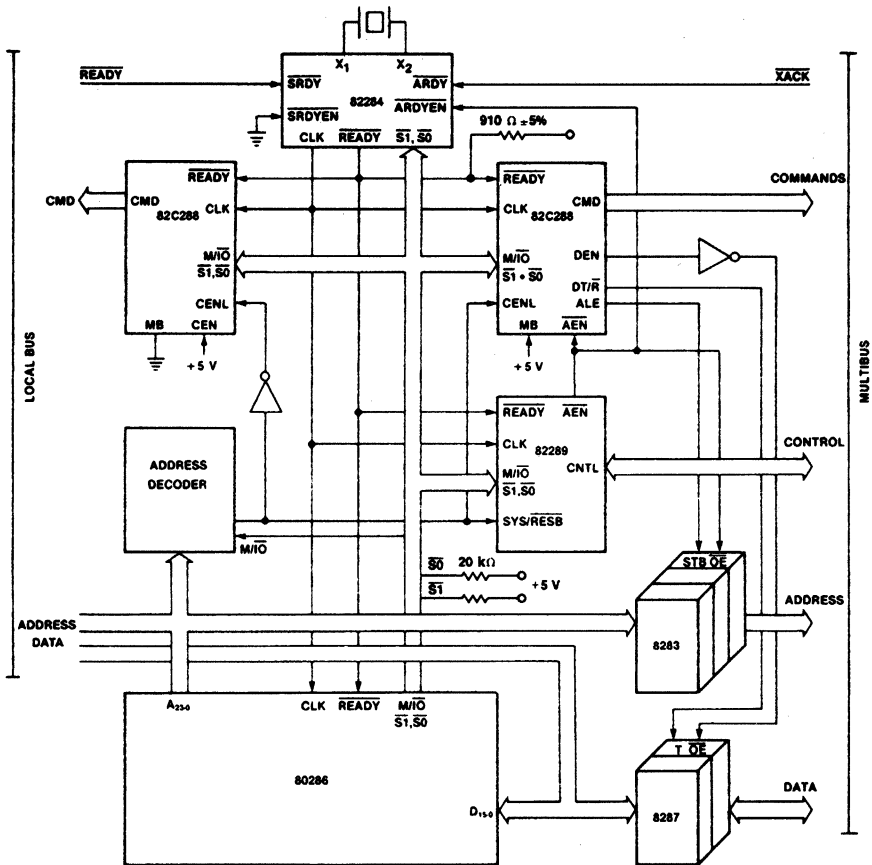 X1 X2
READY
SRDY
ARDY
XACK
82284
SRDYEN
ARDYEN
CLK READY S1, S0
910 Ω ±5%
READY
READY
CMD
CMD
82C288
CLK
CLK
CMD
82C288
COMMANDS
M/IO
S1,S0
M/IO
S1 • S0
DEN
DT/R
CENL
CENL
ALE
MB CEN
MB AEN
+5 V
+5 V
LOCAL BUS
MULTIBUS
READY AEN
CLK
82289
ADDRESS
DECODER
M/IO
S1,S0
CNTL
CONTROL
SYS/RESB
M/IO
S0 20 kΩ
S1
+5 V
STB OE
ADDRESS
DATA
ADDRESS
8283
A23-0
CLK READY M/IO
S1,S0
T OE
80286
DATA
D15-0
8287